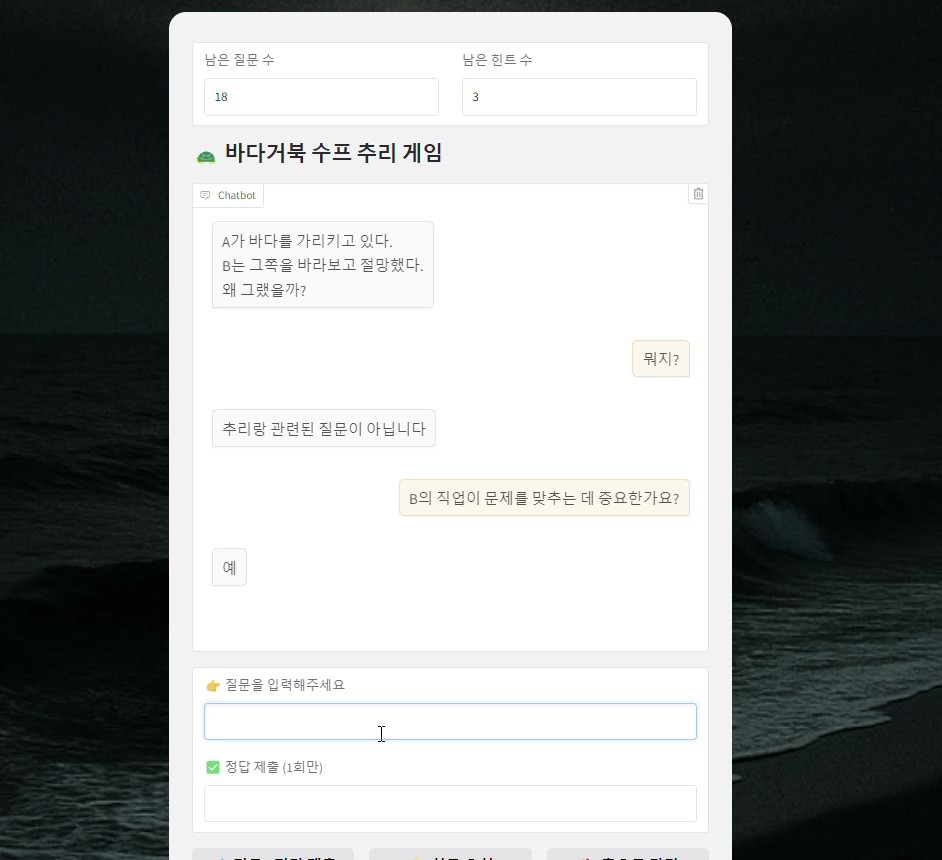 남은 질문 수
남은 힌트 수
18
3
바다거북 수프 추리 게임
Chatbot
A가 바다를 가리키고 있다.
B는 그쪽을 바라보고 절망했다.
왜 그랬을까?
뭐지?
추리랑 관련된 질문이 아닙니다
B의 직업이 문제를 맞추는 데 중요한가요?
예
질문을 입력해주세요
정답 제출 (1회만)